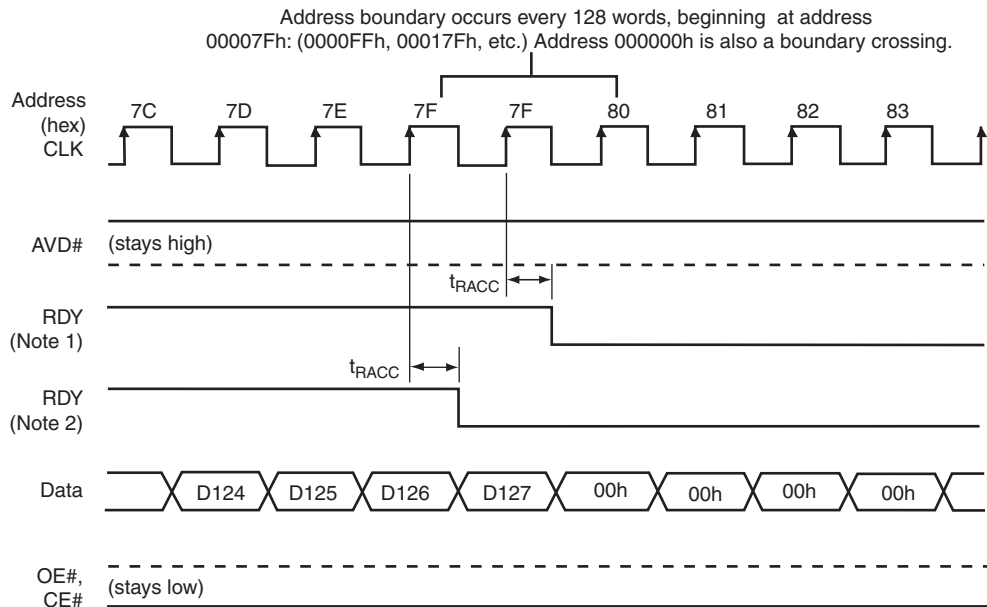 Address boundary occurs every 128 words, beginning at address
00007Fh: (0000FFh, 00017Fh, etc.) Address 000000h is also a boundary crossing.
Address
(hex)
CLK
7C 7D 7E 7F 7F 80 81 82 83
AVD# (stays high)
tRACC
RDY
(Note 1)
tRACC
RDY
(Note 2)
Data D124 D125 D126 D127 00h 00h 00h 00h
OE#,
CE#
(stays low)